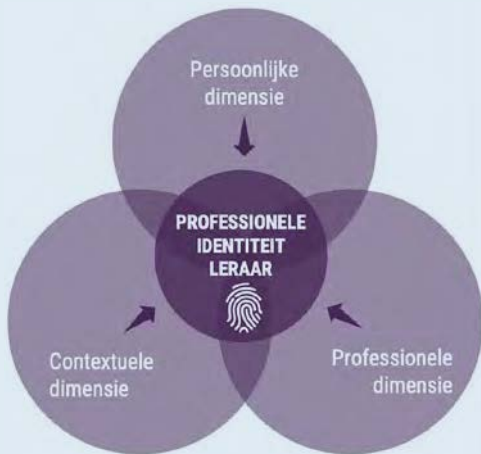 Persoonlijke
dimensie
PROFESSIONELE
IDENTITEIT
LERAAR
Contextuele
dimensie
Professionele
dimensie